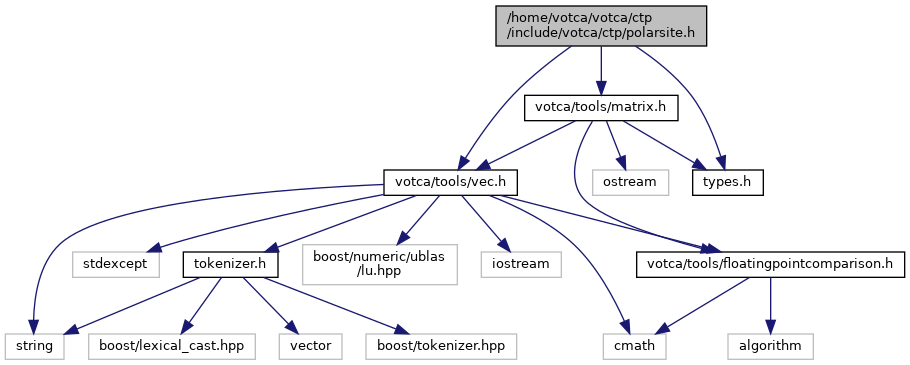 /home/votca/votca/ctp
/include/votca/ctp/polarsite.h
votca/tools/matrix.h
votca/tools/vec.h
ostream
types.h
stdexcept
tokenizer.h
boost/numeric/ublas
/lu.hpp
iostream
votca/tools/floatingpointcomparison.h
string
boost/lexical_cast.hpp
vector
boost/tokenizer.hpp
cmath
algorithm